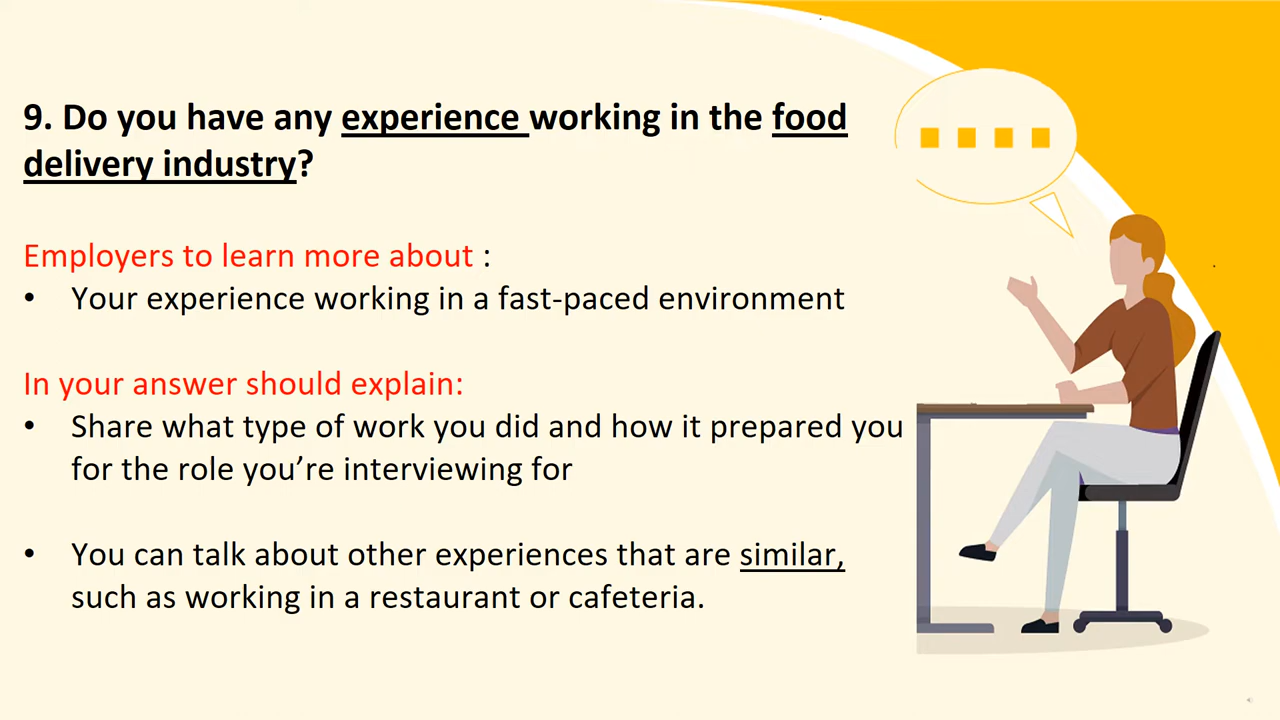 9. Do you have any experience working in the food
delivery industry?
Employers to learn more about :
• Your experience working in a fast-paced environment
In your answer should explain:
• Share what type of work you did and how it prepared you
for the role you’re interviewing for
• You can talk about other experiences that are similar,
such as working in a restaurant or cafeteria.